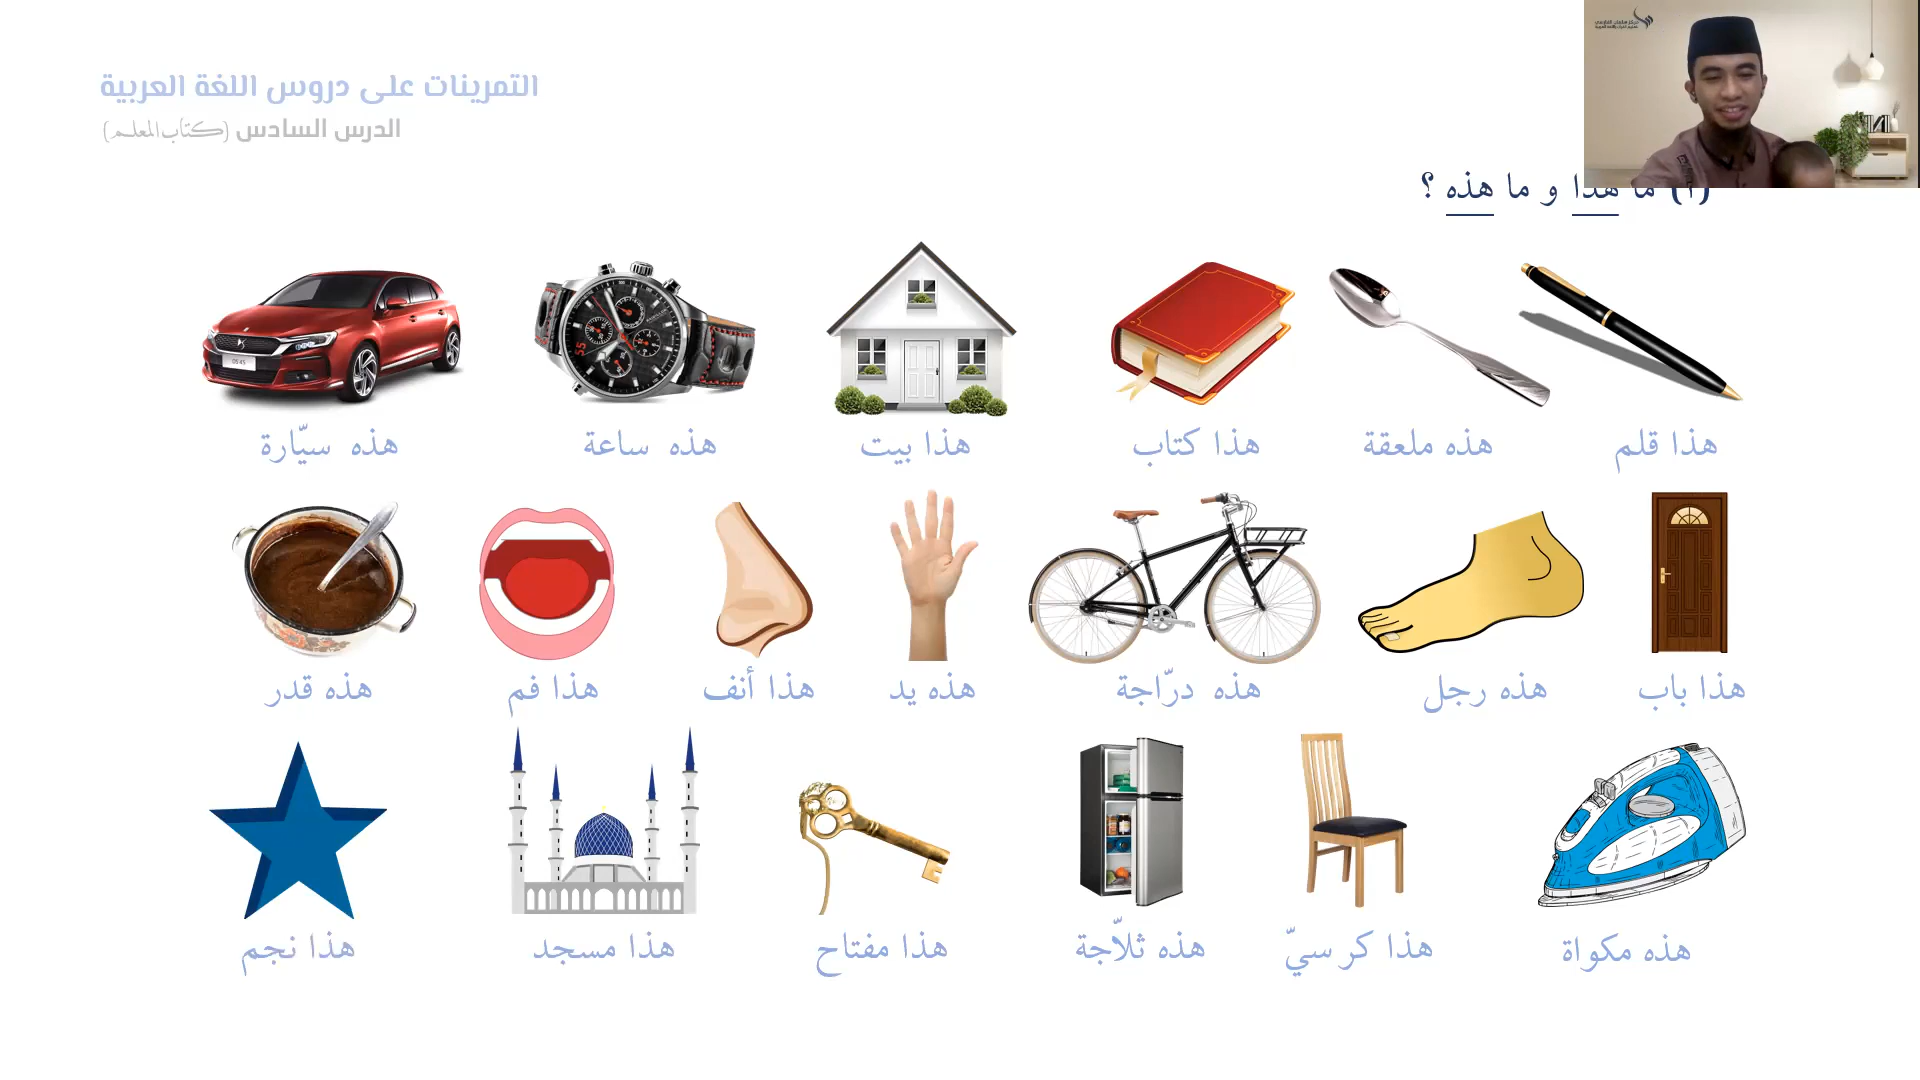 التمرينات على دروس اللغة العربية
الدرس السادس (كتاب المعلم)
ما هذا و ما هذه ؟
هذا قلم
هذه ملعقة
هذا كتاب
هذا بيت
هذه ساعة
هذه سيّارة
هذا باب
هذه رجل
هذه درّاجة
هذه يد
هذا أنف
هذا فم
هذه قدر
هذه مكواة
هذا كرسيّ
هذه ثلاّجة
هذا مفتاح
هذا مسجد
هذا نجم